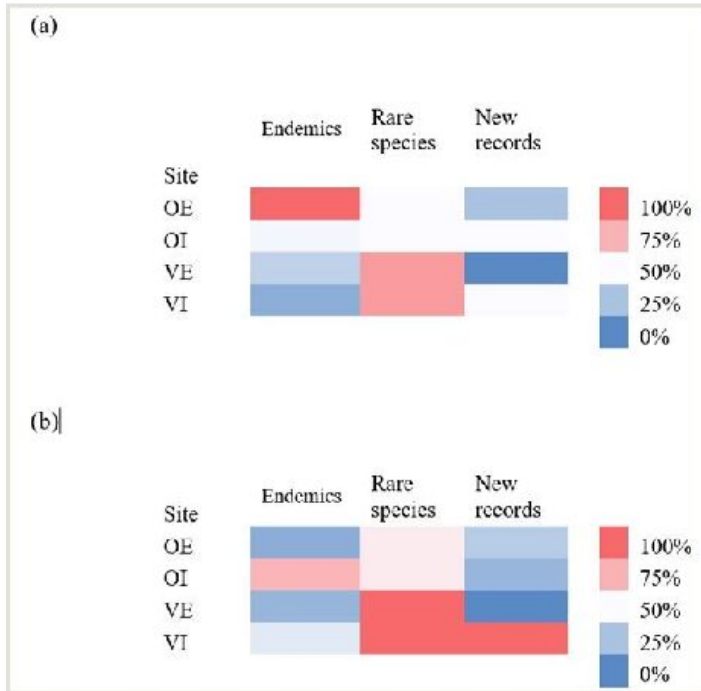 (a)
Endemics Rare species New records
Site
OE 100%
OI 75%
VE 50%
VI 25%
0%
(b)
Endemics Rare species New records
Site
OE 100%
OI 75%
VE 50%
VI 25%
0%